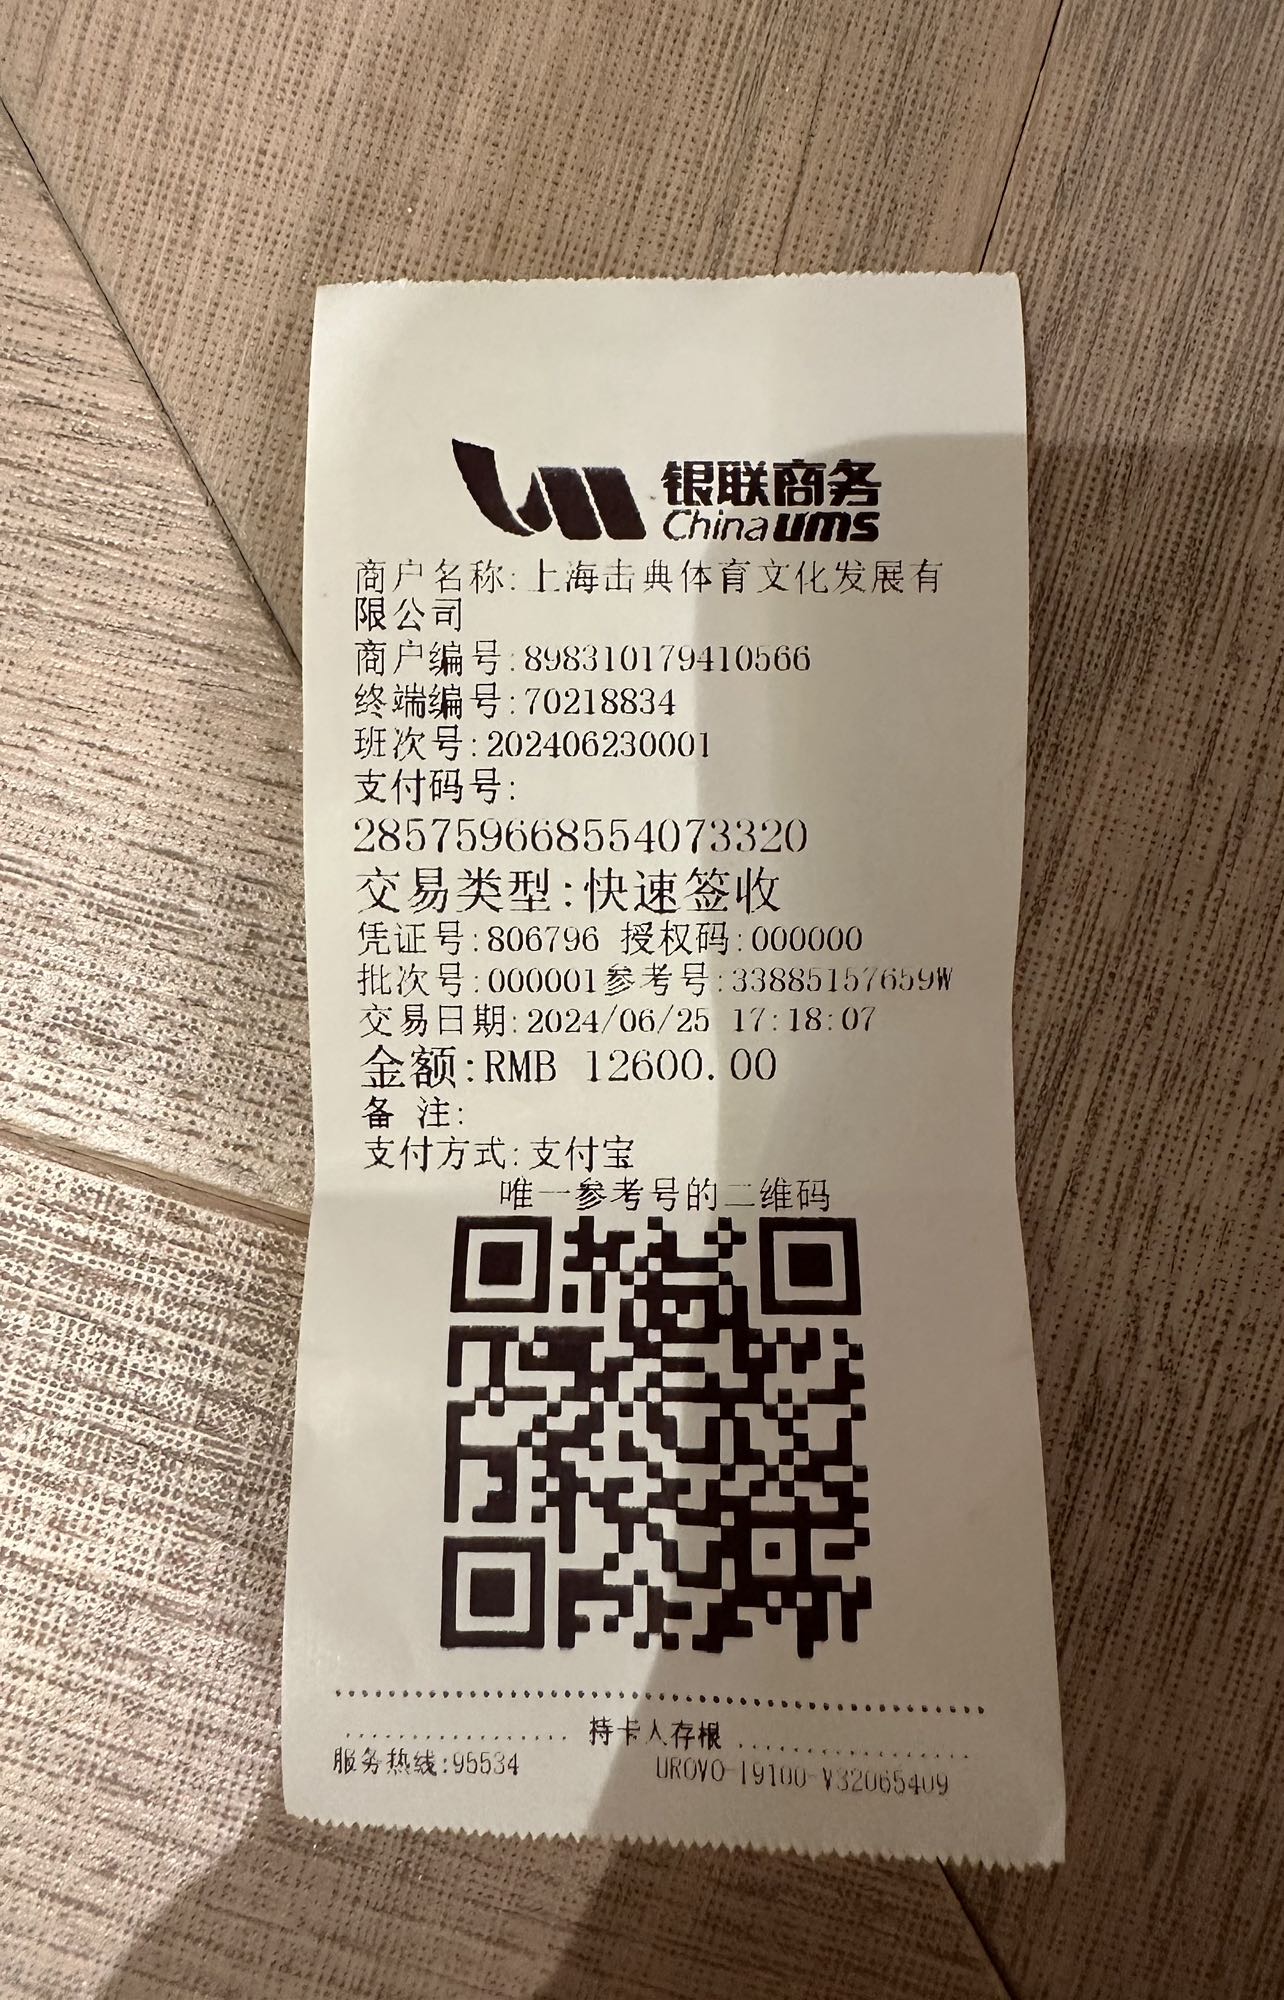 银联商务
Chinaums
商户名称:上海击典体育文化发展有
限公司
商户编号:898310179410566
终端编号:70218834
班次号:202406230001
支付码号:
285759668554073320
交易类型:快速签收
凭证号:806796 授权码:000000
批次号:000001参考号:33885157659W
交易日期:2024/06/25 17:18:07
金额:RMB 12600.00
备 注:
支付方式:支付宝
唯一参考号的二维码
持卡人存根
服务热线:95534 UROVO-I9100-V32065409